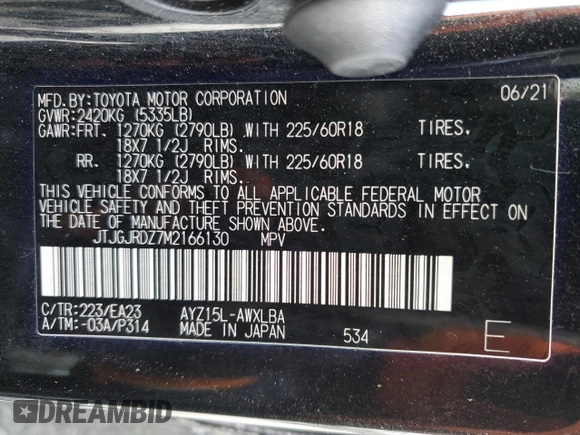 MFD.BY:TOYOTA MOTOR CORPORATION 06/21
GVWR:2420KG (5335LB)
GAWR:FRT. 1270KG (2790LB) WITH 225/60R18 TIRES.
18X7 1/2J RIMS.
RR. 1270KG (2790LB) WITH 225/60R18 TIRES.
18X7 1/2J RIMS.
THIS VEHICLE CONFORMS TO ALL APPLICABLE FEDERAL MOTOR
VEHICLE SAFETY AND THEFT PREVENTION STANDARDS IN EFFECT ON
THE DATE OF MANUFACTURE SHOWN ABOVE.
JTJGJRDZ7M2166130 MPV
C/TR:223/EA23 AYZ15L-AWXLBA
A/TM:-03A/P314 MADE IN JAPAN 534 E
DREAMBID